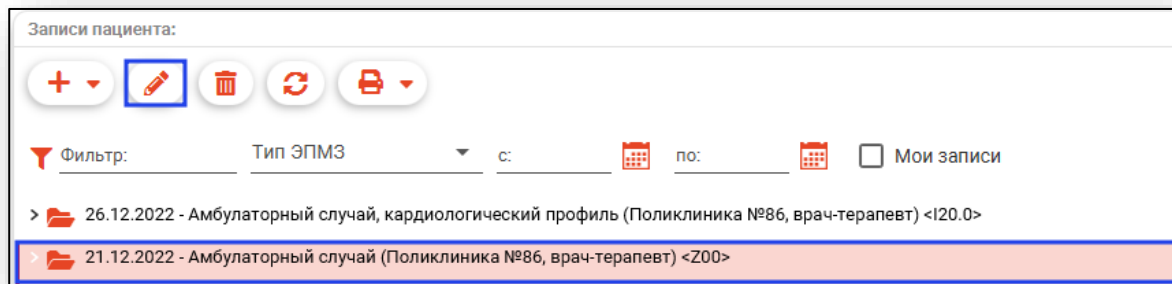 Записи пациента:
Фильтр: Тип ЭПМЗ с: по: Мои записи
26.12.2022 - Амбулаторный случай, кардиологический профиль (Поликлиника №86, врач-терапевт) <I20.0>
21.12.2022 - Амбулаторный случай (Поликлиника №86, врач-терапевт) <Z00>